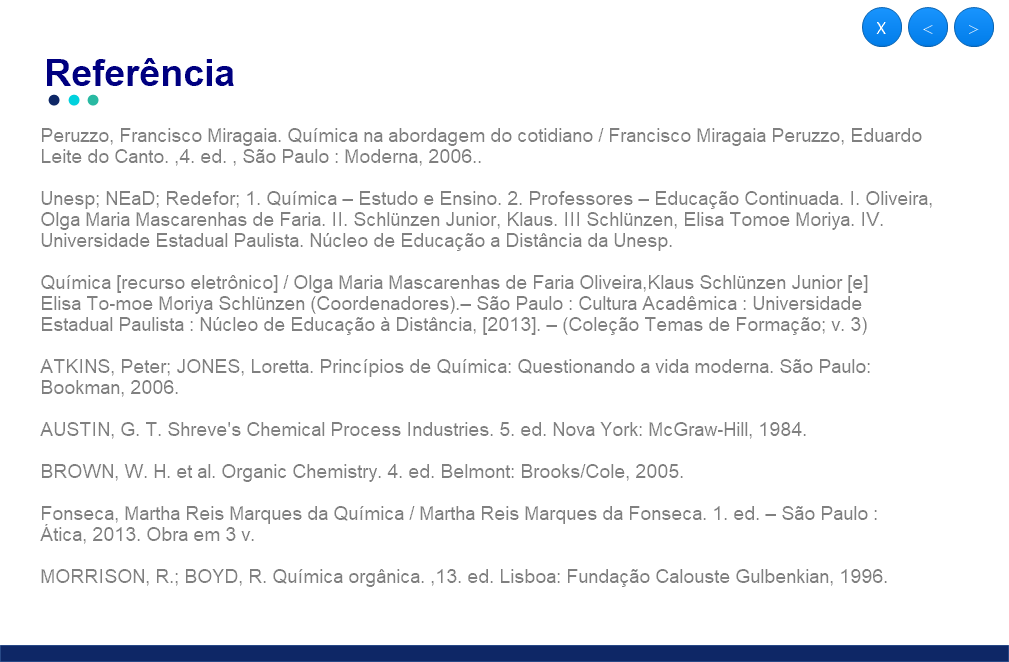 X < >
Referência
Peruzzo, Francisco Miragaia. Química na abordagem do cotidiano / Francisco Miragaia Peruzzo, Eduardo
Leite do Canto. ,4. ed. , São Paulo : Moderna, 2006..
Unesp; NEaD; Redefor; 1. Química – Estudo e Ensino. 2. Professores – Educação Continuada. I. Oliveira,
Olga Maria Mascarenhas de Faria. II. Schlünzen Junior, Klaus. III Schlünzen, Elisa Tomoe Moriya. IV.
Universidade Estadual Paulista. Núcleo de Educação a Distância da Unesp.
Química [recurso eletrônico] / Olga Maria Mascarenhas de Faria Oliveira,Klaus Schlünzen Junior [e]
Elisa To-moe Moriya Schlünzen (Coordenadores).– São Paulo : Cultura Acadêmica : Universidade
Estadual Paulista : Núcleo de Educação à Distância, [2013]. – (Coleção Temas de Formação; v. 3)
ATKINS, Peter; JONES, Loretta. Princípios de Química: Questionando a vida moderna. São Paulo:
Bookman, 2006.
AUSTIN, G. T. Shreve's Chemical Process Industries. 5. ed. Nova York: McGraw-Hill, 1984.
BROWN, W. H. et al. Organic Chemistry. 4. ed. Belmont: Brooks/Cole, 2005.
Fonseca, Martha Reis Marques da Química / Martha Reis Marques da Fonseca. 1. ed. – São Paulo :
Ática, 2013. Obra em 3 v.
MORRISON, R.; BOYD, R. Química orgânica. ,13. ed. Lisboa: Fundação Calouste Gulbenkian, 1996.